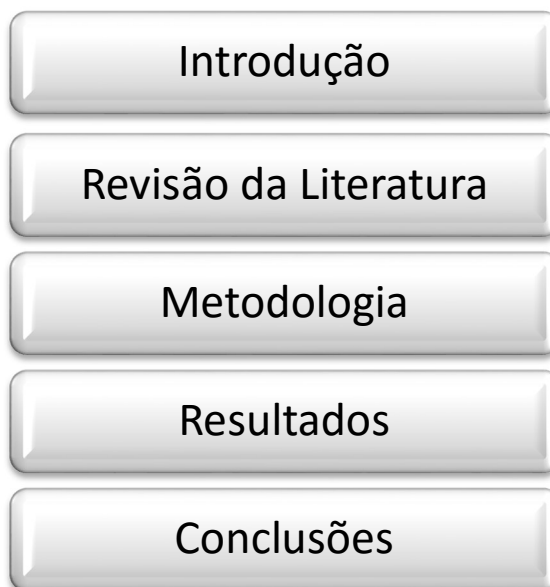 Introdução
Revisão da Literatura
Metodologia
Resultados
Conclusões